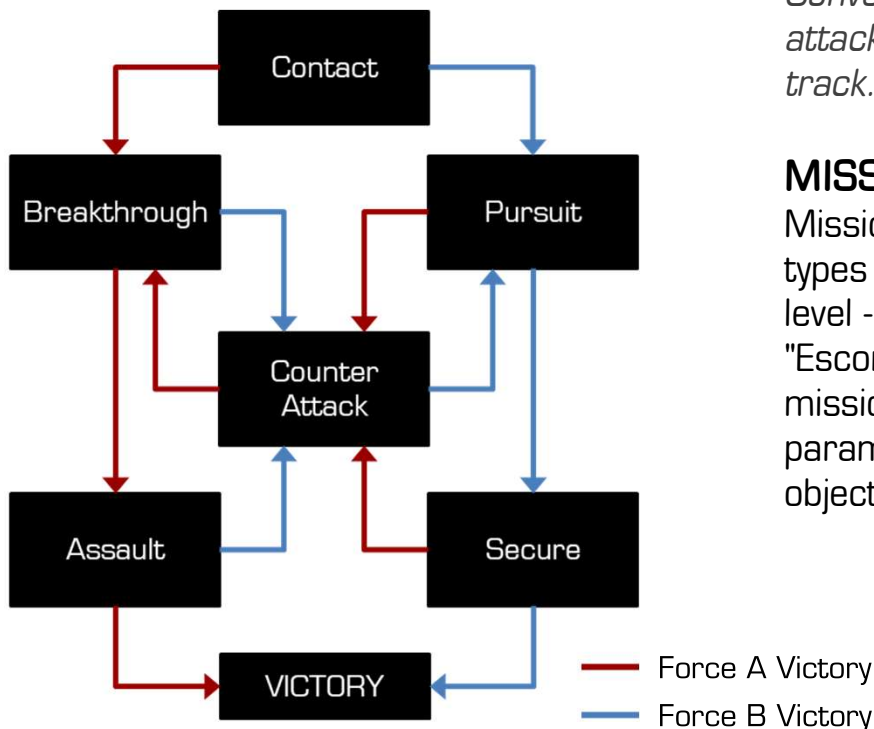 Contact
Breakthrough
Pursuit
Counter
Attack
Assault
Secure
VICTORY
Force A Victory
Force B Victory
attack
track.
MISS
Missio
types
level -
"Escor
missio
param
object